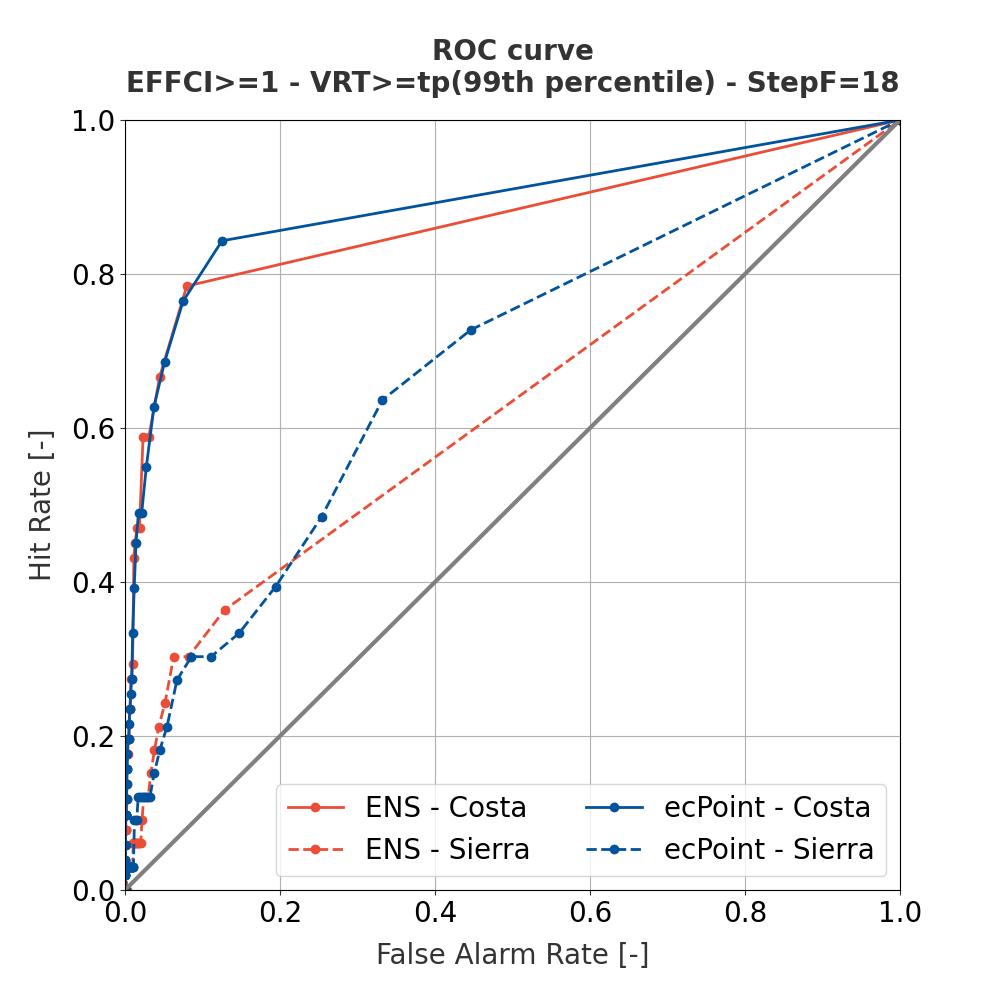 ROC curve
EFFCI>=1 - VRT>=tp(99th percentile) - StepF=18
1.0
0.8
0.6
0.4
0.2
0.0
Hit Rate [-]
ENS - Costa
ENS - Sierra
ecPoint - Costa
ecPoint - Sierra
0.0 0.2 0.4 0.6 0.8 1.0
False Alarm Rate [-]